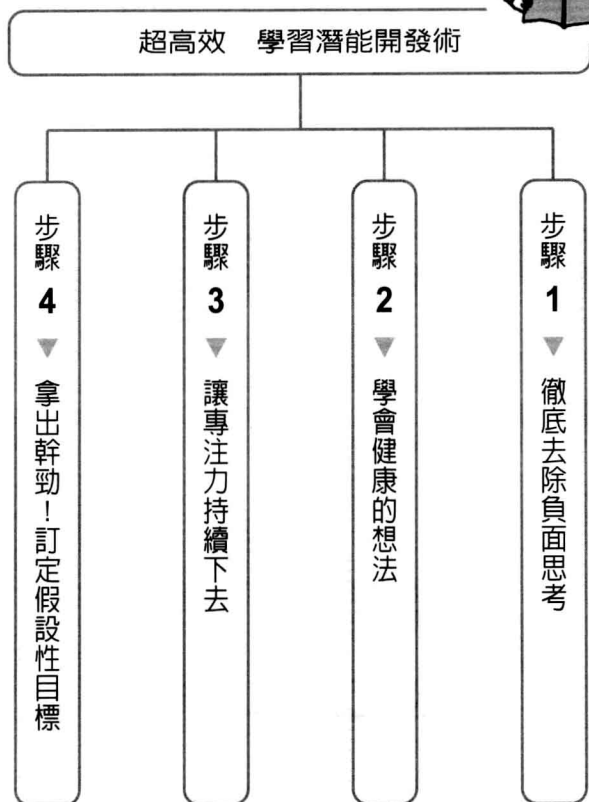 超高效　學習潛能開發術
步驟1▼徹底去除負面思考
步驟2▼學會健康的想法
步驟3▼讓專注力持續下去
步驟4▼拿出幹勁！訂定假設性目標